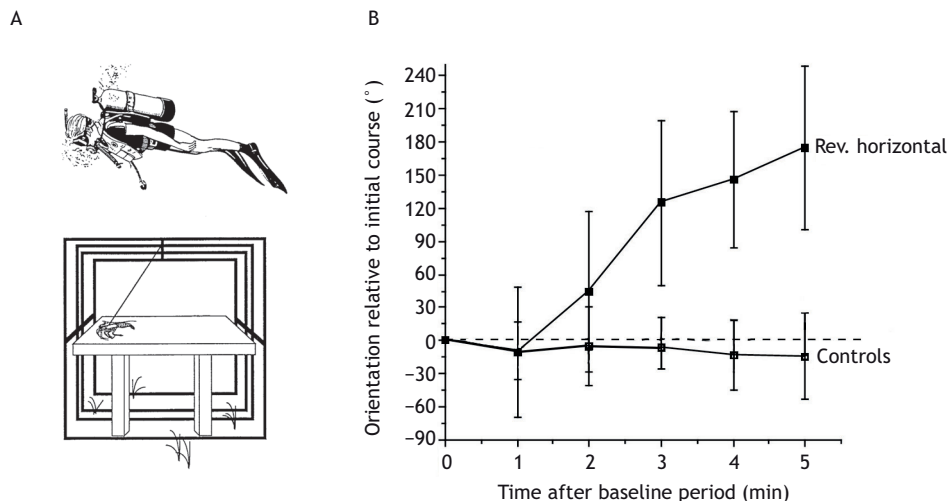 A
B
Orientation relative to initial course (°)
240
210
180
150
120
90
60
30
0
−30
−60
−90
Rev. horizontal
Controls
0 1 2 3 4 5
Time after baseline period (min)